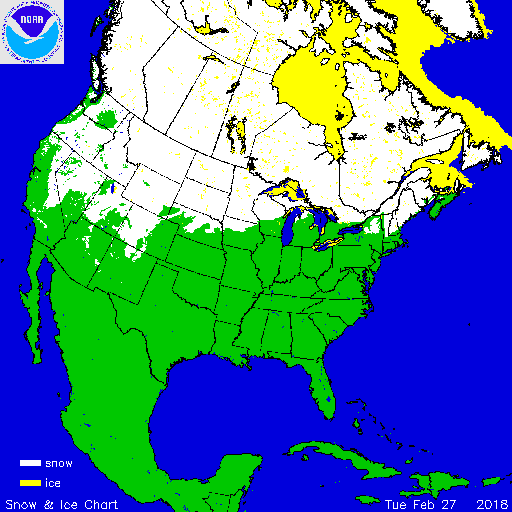 NOAA
snow
ice
Snow & Ice Chart
Tue Feb 27 2018